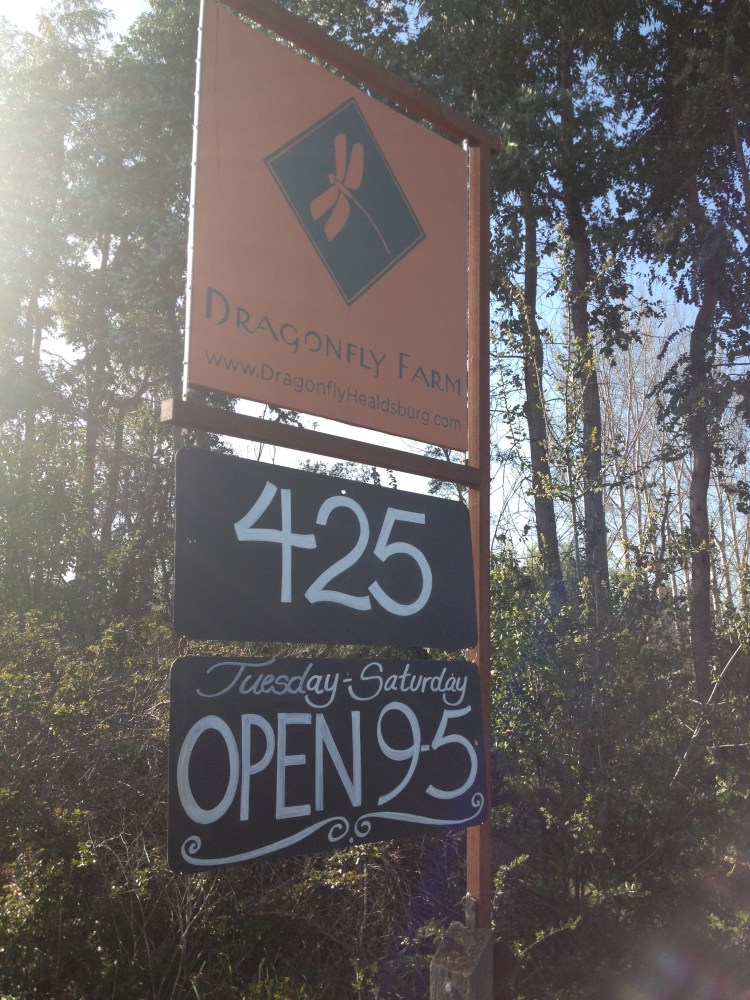 Dragonfly Farm
www.DragonflyHealdsburg.com
425
Tuesday-Saturday
OPEN 9-5